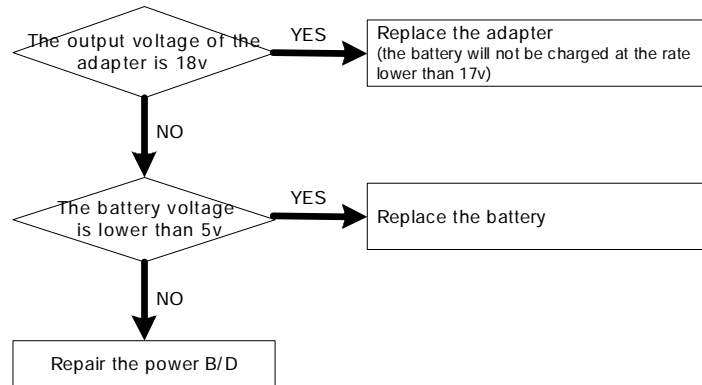 The output voltage of the
adapter is 18v
YES
Replace the adapter
(the battery will not be charged at the rate
lower than 17v)
NO
The battery voltage
is lower than 5v
YES
Replace the battery
NO
Repair the power B/D